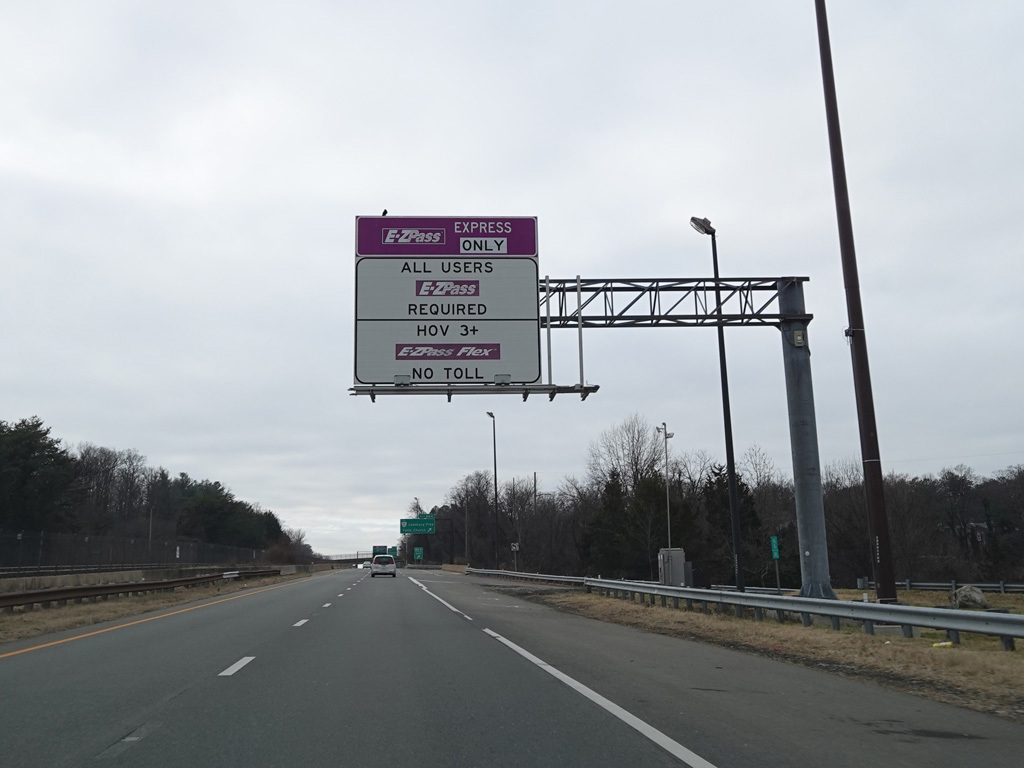 E-ZPass EXPRESS
ONLY
ALL USERS
E-ZPass
REQUIRED
HOV 3+
E-ZPass Flex
NO TOLL